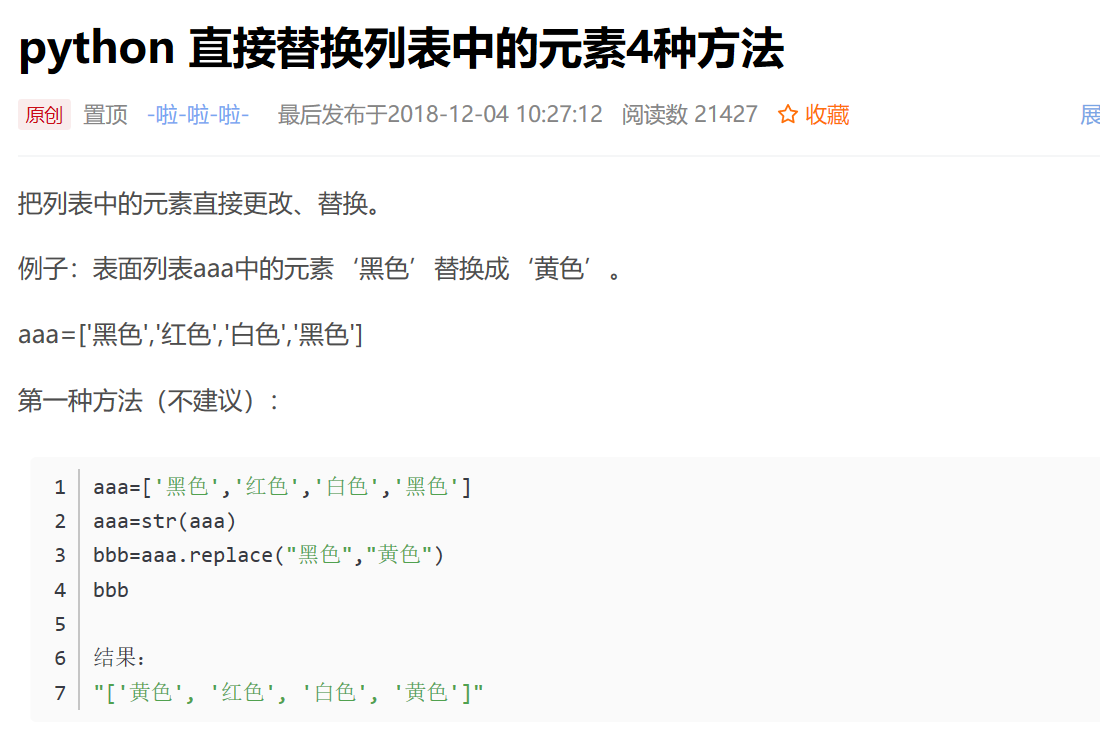 python 直接替换列表中的元素4种方法
原创 置顶 -啦-啦-啦- 最后发布于2018-12-04 10:27:12 阅读数 21427 收藏 展
把列表中的元素直接更改、替换。
例子：表面列表aaa中的元素‘黑色’替换成‘黄色’。
aaa=['黑色','红色','白色','黑色']
第一种方法（不建议）：
1 aaa=['黑色','红色','白色','黑色']
2 aaa=str(aaa)
3 bbb=aaa.replace("黑色","黄色")
4 bbb
5
6 结果：
7 "['黄色', '红色', '白色', '黄色']"